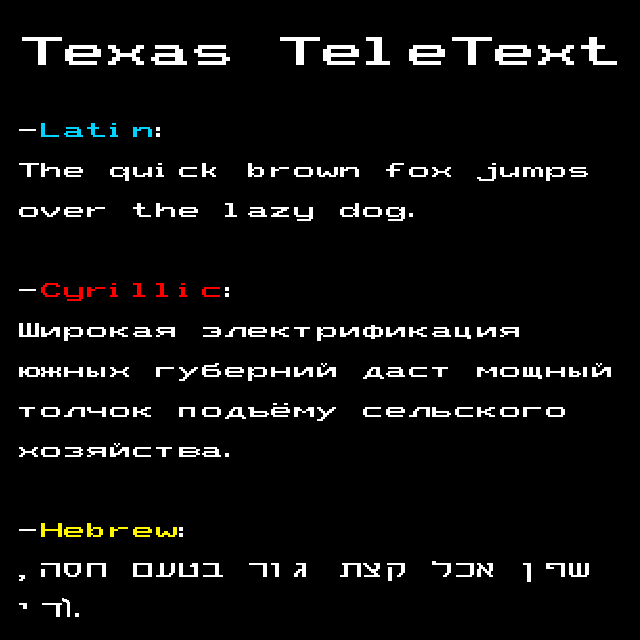 Texas TeleText
-Latin:
The quick brown fox jumps
over the lazy dog.
-Cyrillic:
Широкая электрификация
южных губерний даст мощный
толчок подъёму сельского
хозяйства.
-Hebrew:
שפן אכל קצת גזר בטעם חסה,
ודי.